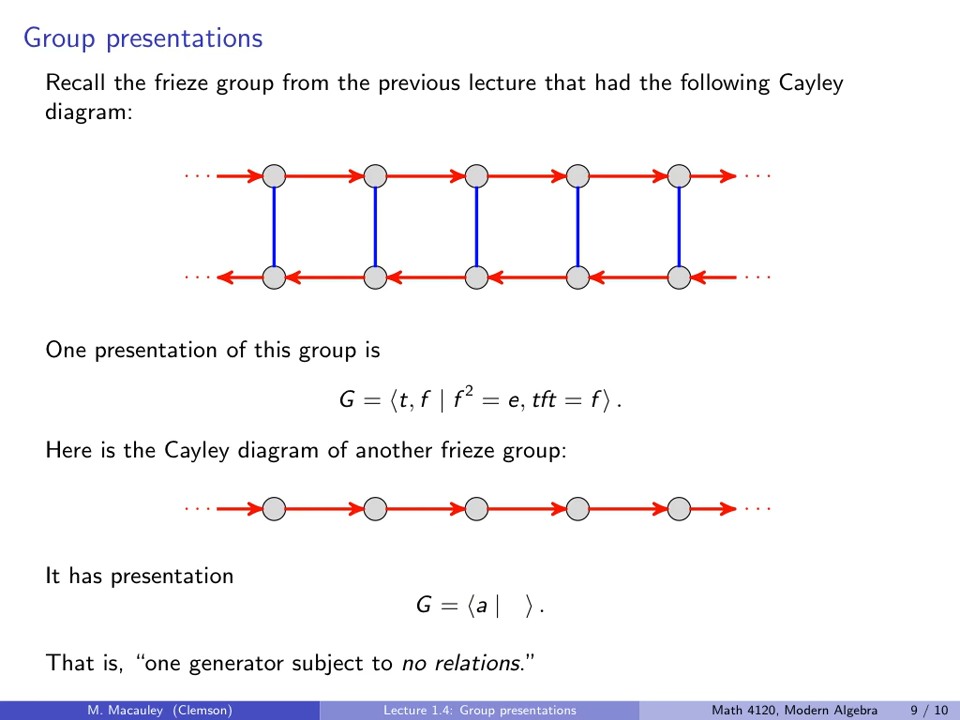 Group presentations
Recall the frieze group from the previous lecture that had the following Cayley
diagram:
··· ···
··· ···
One presentation of this group is
G = ⟨t, f | f² = e, tft = f⟩ .
Here is the Cayley diagram of another frieze group:
··· ···
It has presentation
G = ⟨a | ⟩ .
That is, “one generator subject to no relations.”
M. Macauley (Clemson) Lecture 1.4: Group presentations Math 4120, Modern Algebra 9 / 10